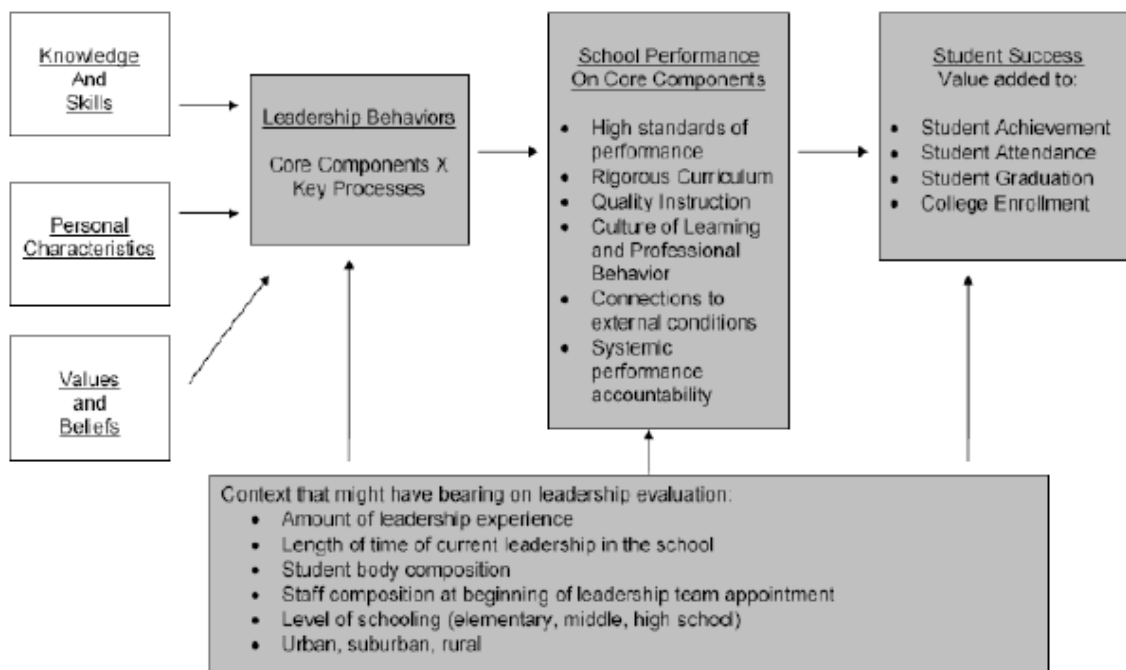 Knowledge
And
Skills
Personal
Characteristics
Values
and
Beliefs
Leadership Behaviors
Core Components X
Key Processes
School Performance
On Core Components
• High standards of
performance
• Rigorous Curriculum
• Quality Instruction
• Culture of Learning
and Professional
Behavior
• Connections to
external conditions
• Systemic
performance
accountability
Student Success
Value added to:
• Student Achievement
• Student Attendance
• Student Graduation
• College Enrollment
Context that might have bearing on leadership evaluation:
• Amount of leadership experience
• Length of time of current leadership in the school
• Student body composition
• Staff composition at beginning of leadership team appointment
• Level of schooling (elementary, middle, high school)
• Urban, suburban, rural